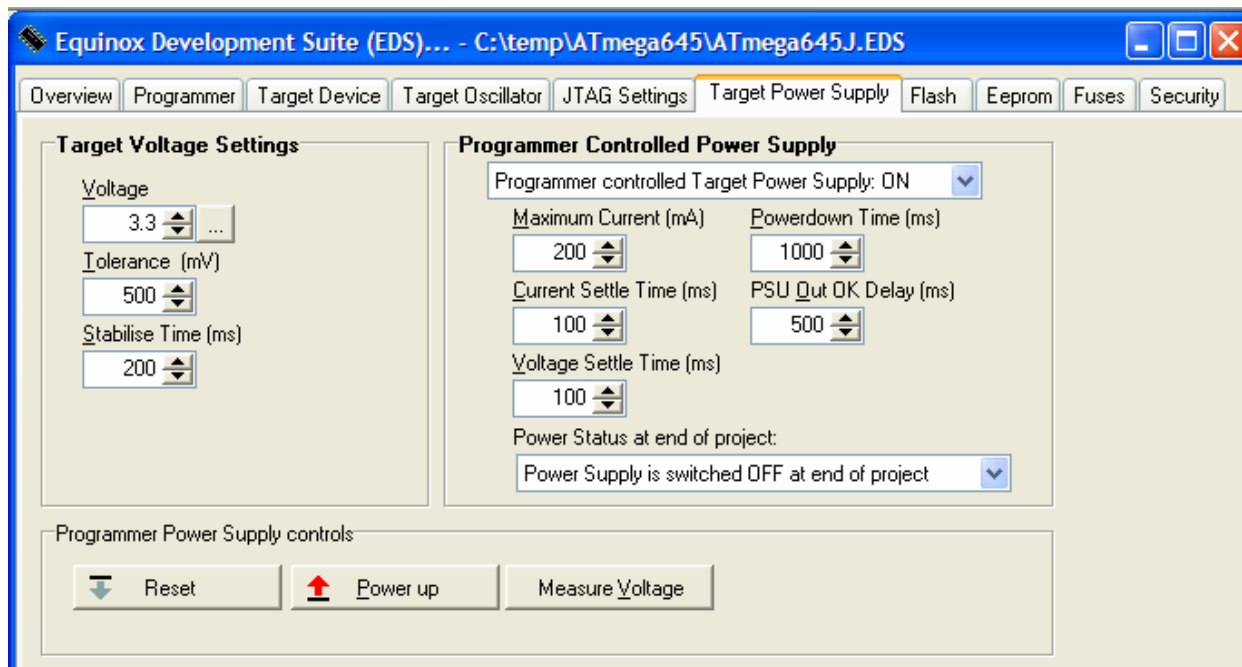 Equinox Development Suite (EDS)... - C:\temp\ATmega645\ATmega645J.EDS
Overview Programmer Target Device Target Oscillator JTAG Settings Target Power Supply Flash Eeprom Fuses Security
Target Voltage Settings
Voltage
3.3 ...
Tolerance (mV)
500
Stabilise Time (ms)
200
Programmer Controlled Power Supply
Programmer controlled Target Power Supply: ON
Maximum Current (mA) Powerdown Time (ms)
200 1000
Current Settle Time (ms) PSU Out OK Delay (ms)
100 500
Voltage Settle Time (ms)
100
Power Status at end of project:
Power Supply is switched OFF at end of project
Programmer Power Supply controls
Reset Power up Measure Voltage